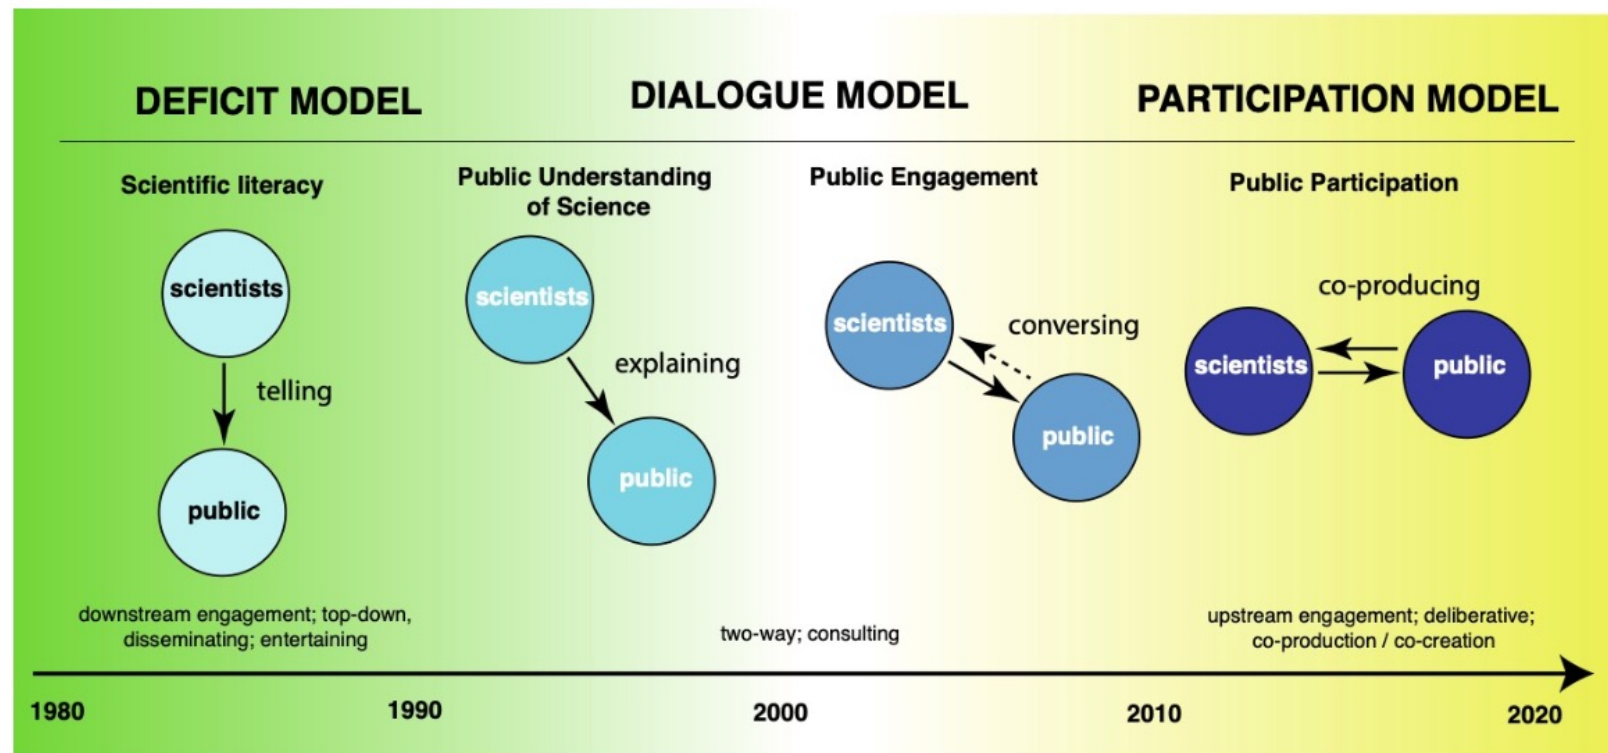 DEFICIT MODEL
DIALOGUE MODEL
PARTICIPATION MODEL
Scientific literacy
scientists
telling
public
downstream engagement; top-down,
disseminating; entertaining
Public Understanding
of Science
scientists
explaining
public
two-way; consulting
Public Engagement
scientists
conversing
public
Public Participation
co-producing
scientists
public
upstream engagement; deliberative;
co-production / co-creation
1980
1990
2000
2010
2020